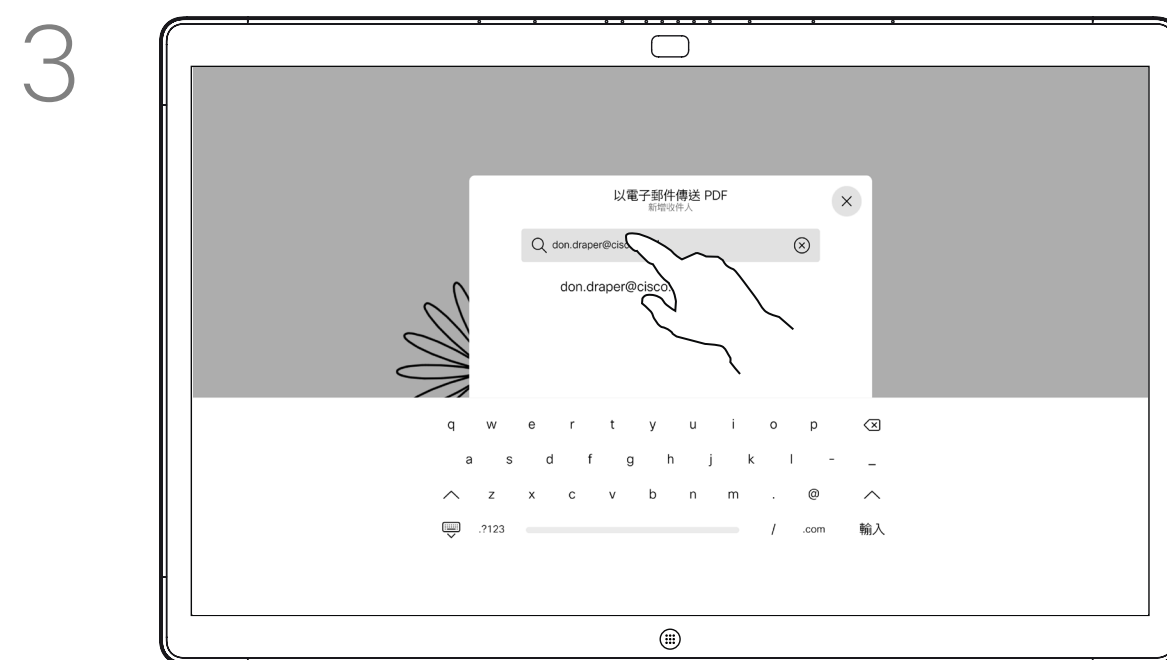 3
以電子郵件傳送 PDF
新增收件人
don.draper@cisc
don.draper@cisco.
q w e r t y u i o p
a s d f g h j k l - _
z x c v b n m . @
.?123 / .com 輸入